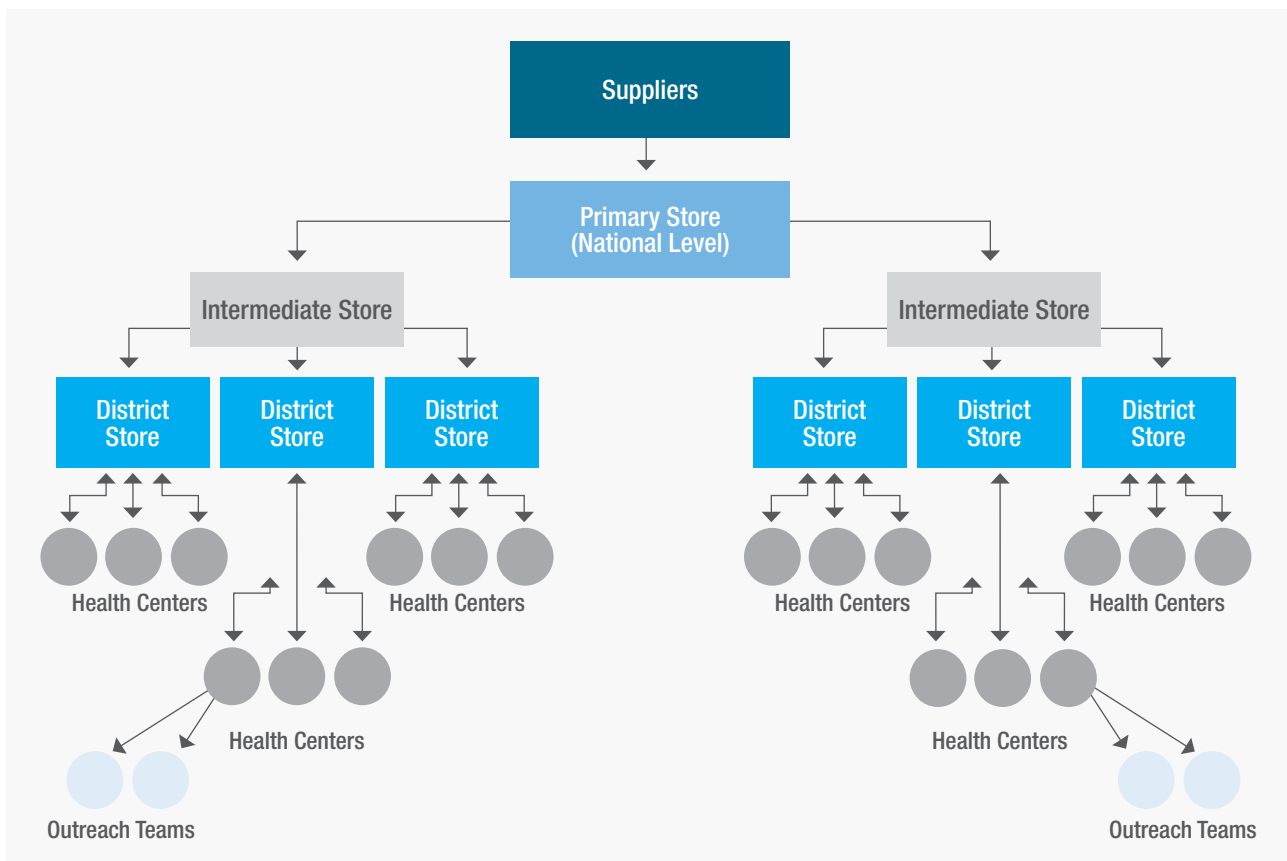 Suppliers
Primary Store
(National Level)
Intermediate Store
Intermediate Store
District
Store
District
Store
District
Store
District
Store
District
Store
District
Store
Health Centers
Health Centers
Health Centers
Health Centers
Health Centers
Health Centers
Outreach Teams
Outreach Teams